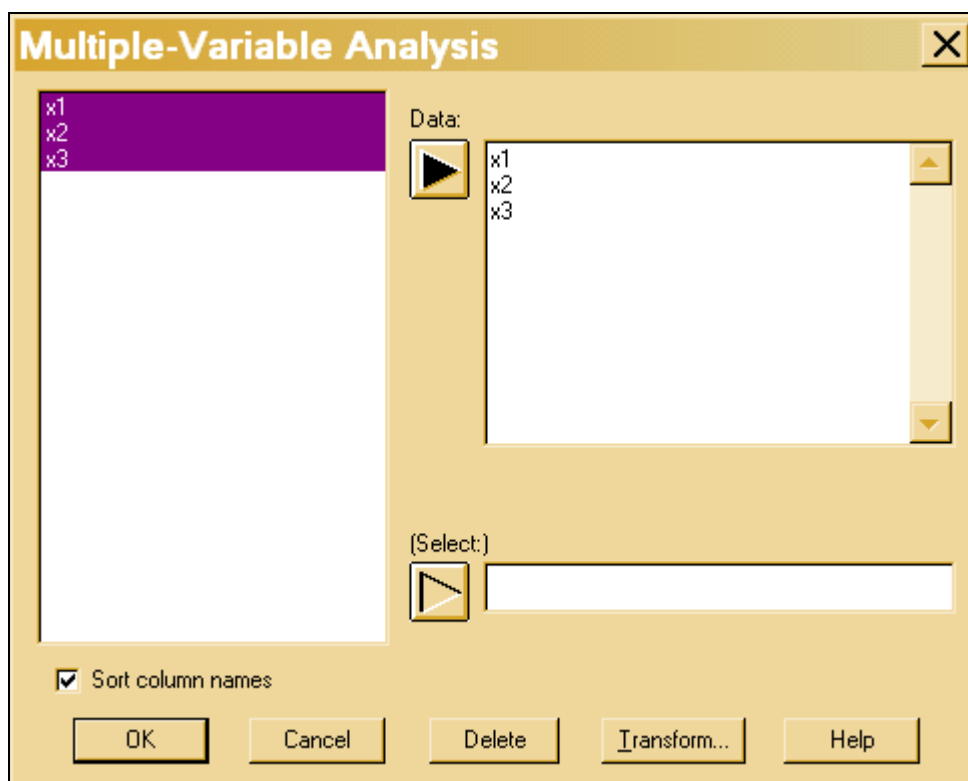 Multiple-Variable Analysis
x1
x2
x3
Data:
x1
x2
x3
(Select:)
Sort column names
OK Cancel Delete Transform... Help